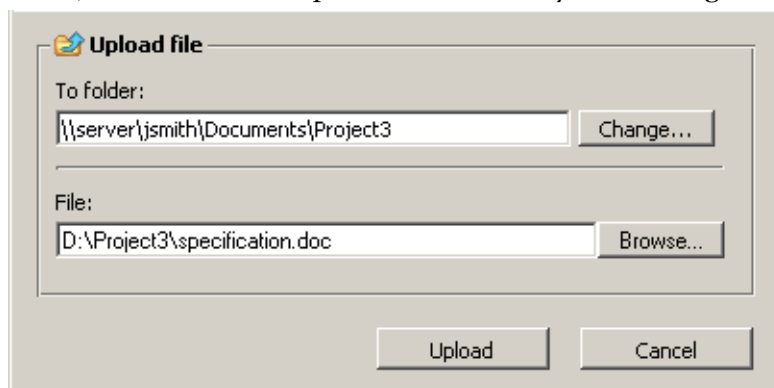 Upload file
To folder:
\\server\jsmith\Documents\Project3
Change...
File:
D:\Project3\specification.doc
Browse...
Upload
Cancel